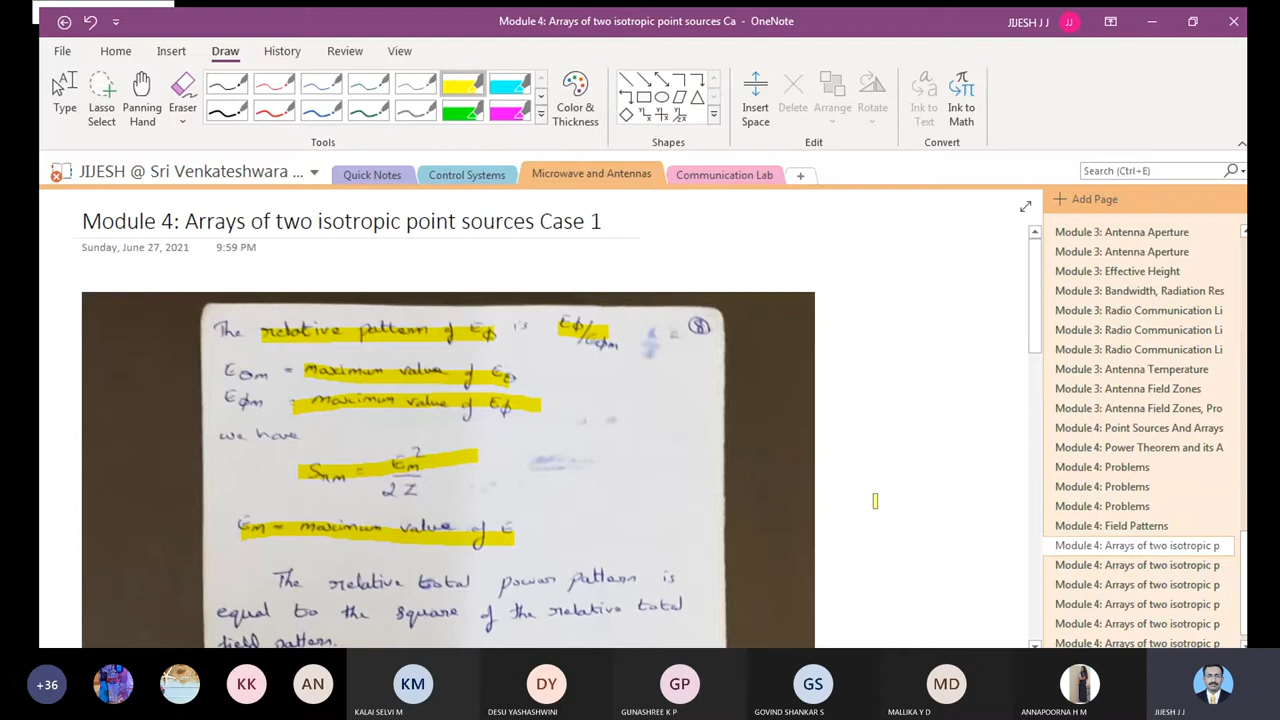 Module 4: Arrays of two isotropic point sources Ca - OneNote
JIJESH J J
JJ
File
Home
Insert
Draw
History
Review
View
Type
Lasso Select
Panning Hand
Eraser
Color & Thickness
Insert Space
Delete
Arrange
Rotate
Ink to Text
Ink to Math
Tools
Shapes
Edit
Convert
JIJESH @ Sri Venkateshwara ...
Quick Notes
Control Systems
Microwave and Antennas
Communication Lab
Search (Ctrl+E)
Module 4: Arrays of two isotropic point sources Case 1
Sunday, June 27, 2021
9:59 PM
The relative pattern of Eφ is Eφ/Eφm
8
Eθm = maximum value of Eθ
Eφm = maximum value of Eφ
we have
Srm = Em²/2Z
Em = maximum value of E
The relative total power pattern is
equal to the square of the relative total
field pattern.
Add Page
Module 3: Antenna Aperture
Module 3: Antenna Aperture
Module 3: Effective Height
Module 3: Bandwidth, Radiation Res
Module 3: Radio Communication Li
Module 3: Radio Communication Li
Module 3: Radio Communication Li
Module 3: Antenna Temperature
Module 3: Antenna Field Zones
Module 3: Antenna Field Zones, Pro
Module 4: Point Sources And Arrays
Module 4: Power Theorem and its A
Module 4: Problems
Module 4: Problems
Module 4: Problems
Module 4: Field Patterns
Module 4: Arrays of two isotropic p
Module 4: Arrays of two isotropic p
Module 4: Arrays of two isotropic p
Module 4: Arrays of two isotropic p
Module 4: Arrays of two isotropic p
Module 4: Arrays of two isotropic p
+36
KK
AN
KM
KALAI SELVI M
DY
DESU YASHASHWINI
GP
GUNASHREE K P
GS
GOVIND SHANKAR S
MD
MALLIKA Y D
ANNAPOORNA H M
JIJESH J J